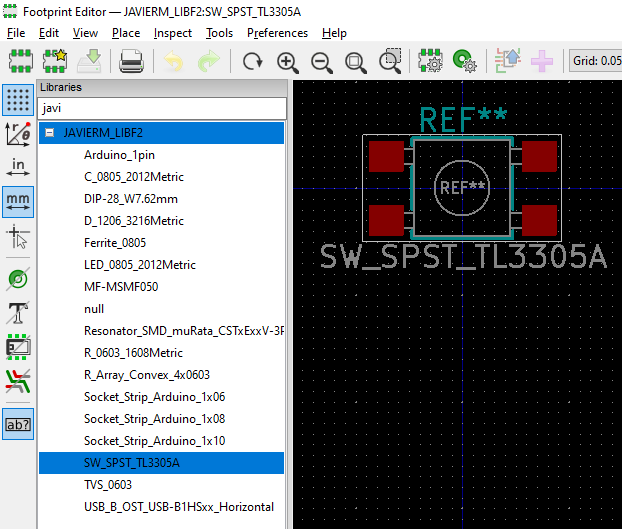 Footprint Editor — JAVIERM_LIBF2:SW_SPST_TL3305A
File Edit View Place Inspect Tools Preferences Help
Grid: 0.05
Libraries
javi
JAVIERM_LIBF2
Arduino_1pin
C_0805_2012Metric
DIP-28_W7.62mm
D_1206_3216Metric
Ferrite_0805
LED_0805_2012Metric
MF-MSMF050
null
Resonator_SMD_muRata_CSTxExxV-3P
R_0603_1608Metric
R_Array_Convex_4x0603
Socket_Strip_Arduino_1x06
Socket_Strip_Arduino_1x08
Socket_Strip_Arduino_1x10
SW_SPST_TL3305A
TVS_0603
USB_B_OST_USB-B1HSxx_Horizontal
r θ
in
mm
T
ab?
REF**
REF**
SW_SPST_TL3305A